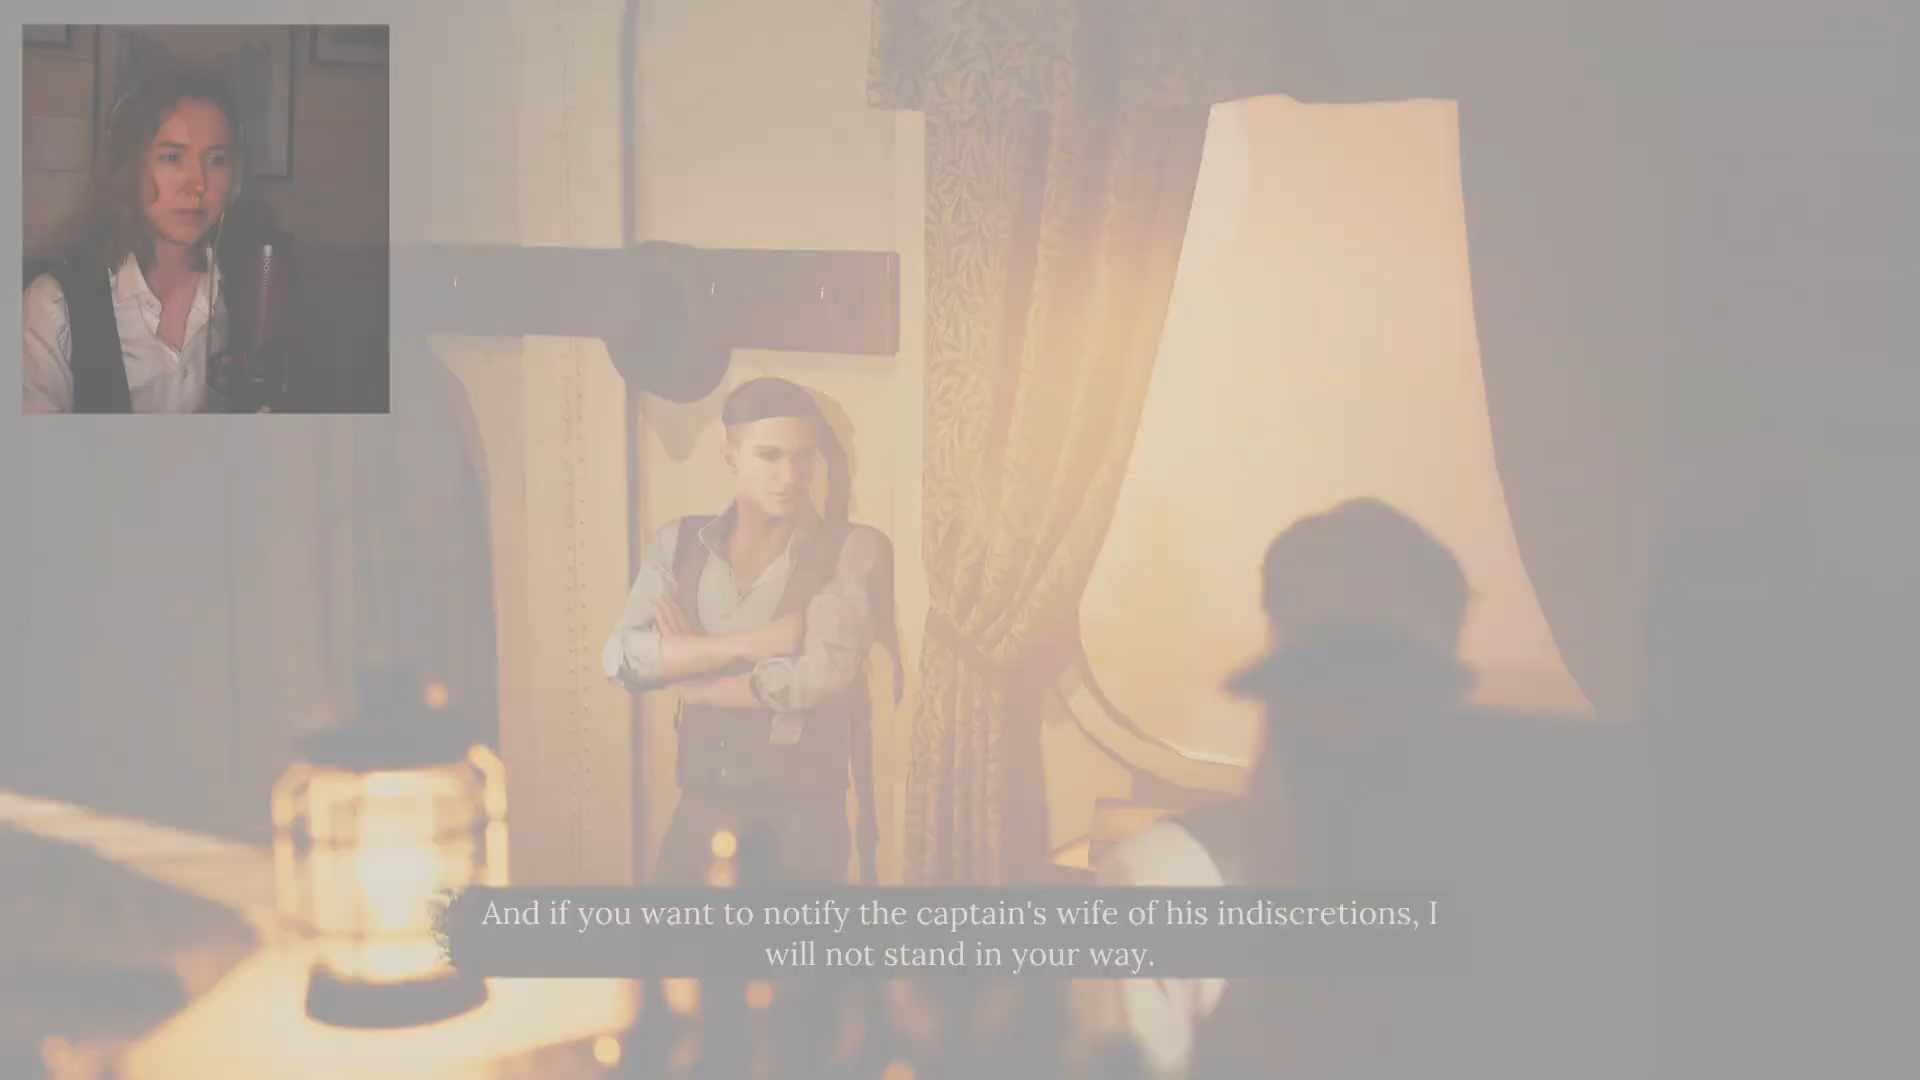 And if you want to notify the captain's wife of his indiscretions, I
will not stand in your way.